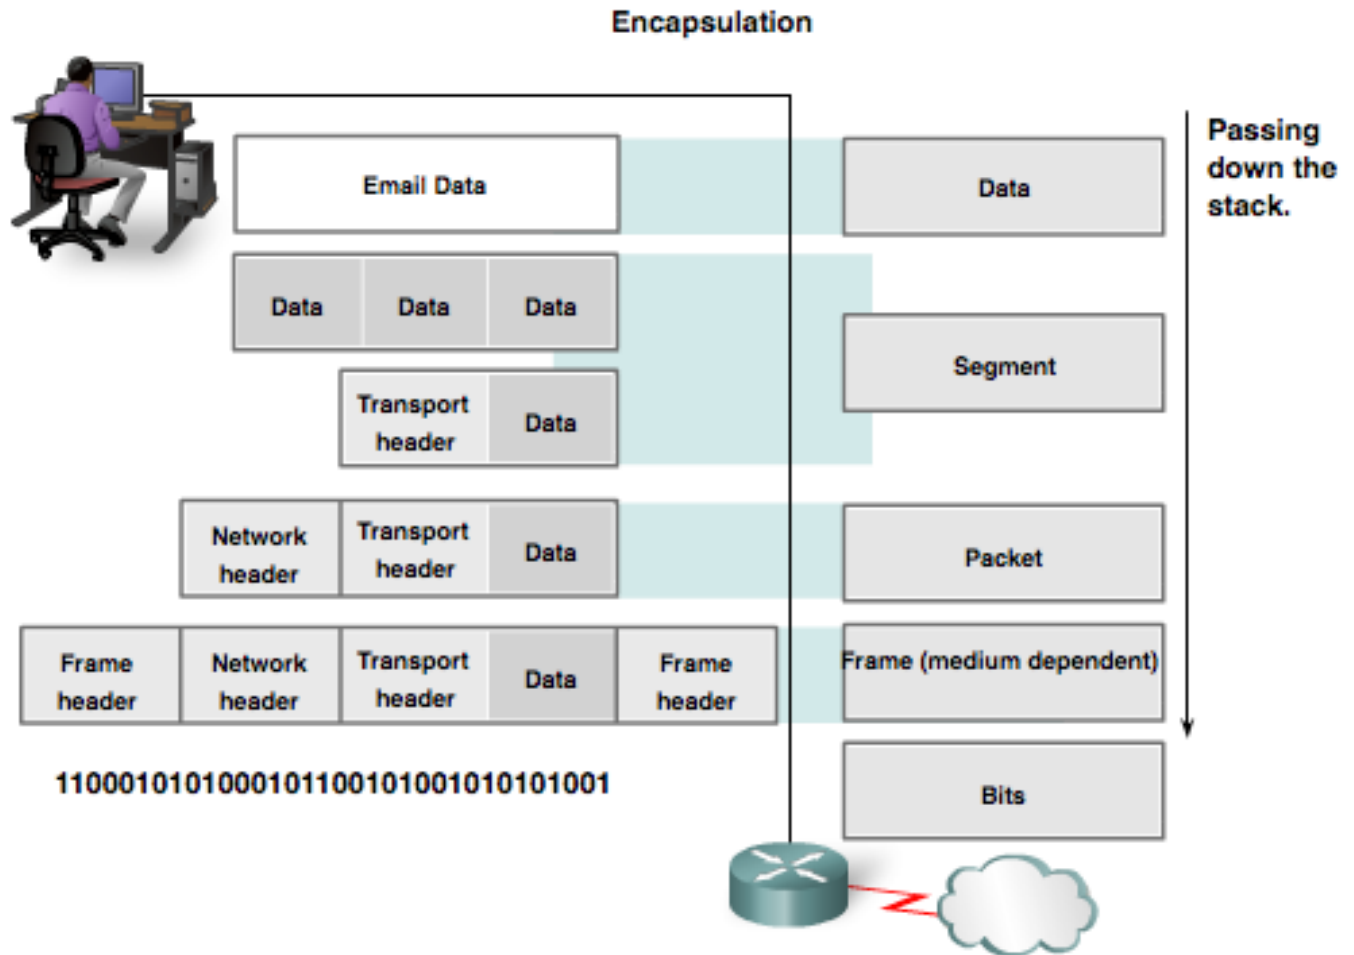 Encapsulation
Passing
down the
stack.
Email Data
Data
Data Data Data
Segment
Transport
header
Data
Network
header
Transport
header
Data
Packet
Frame
header
Network
header
Transport
header
Data
Frame
header
Frame (medium dependent)
1100010101000101100101001010101001
Bits